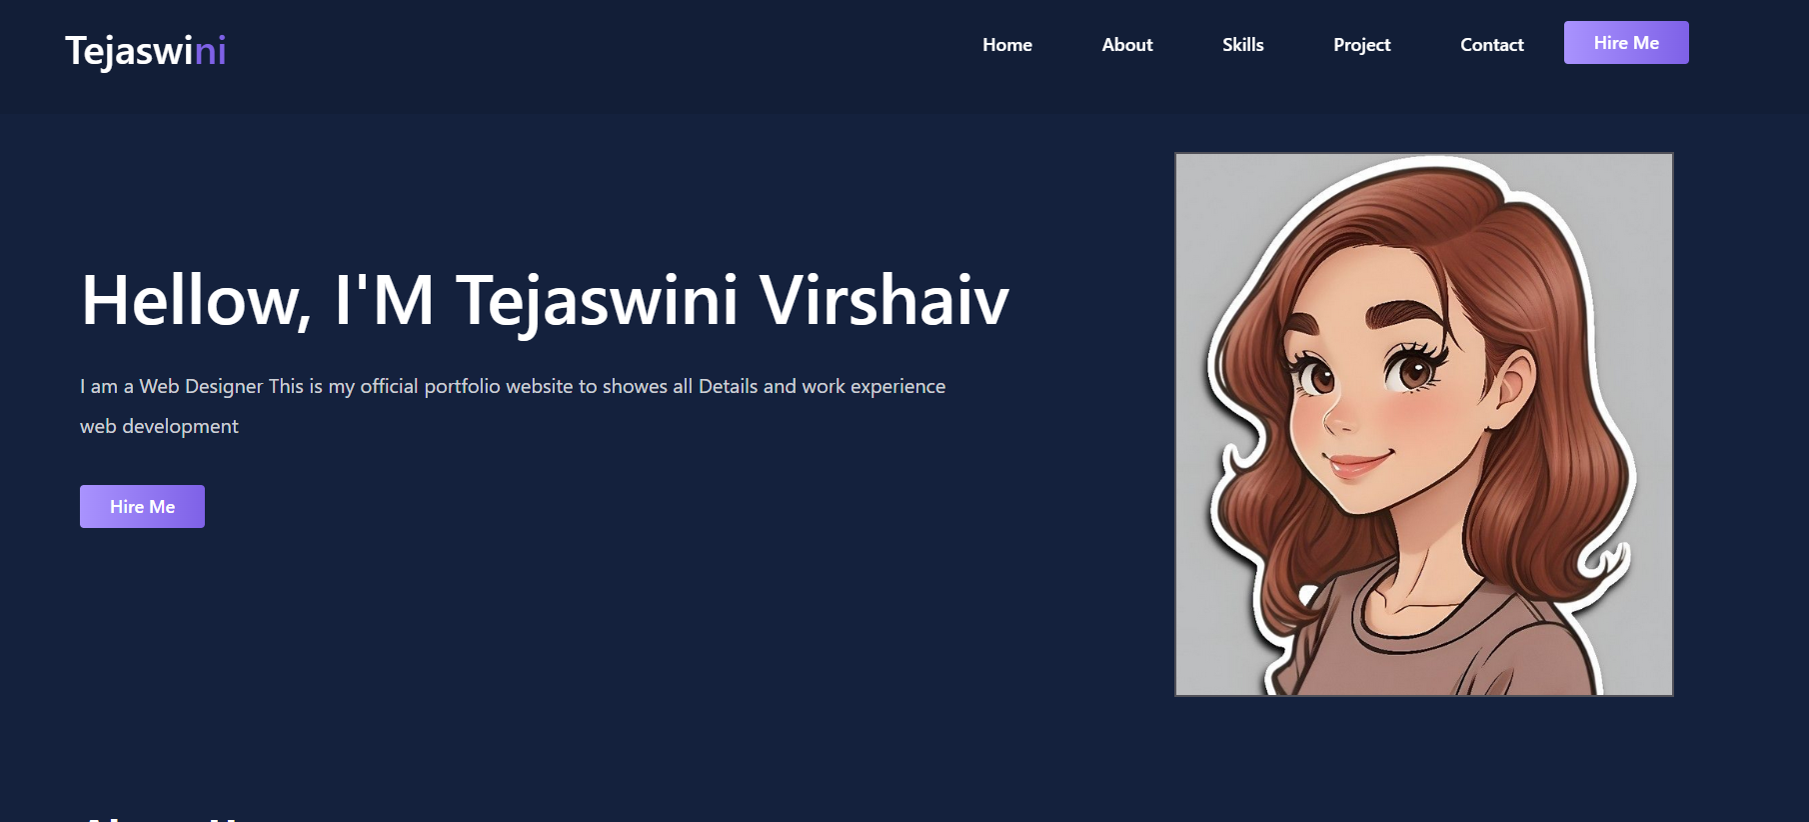 Tejaswini
Home About Skills Project Contact Hire Me
Hellow, I'M Tejaswini Virshaiv
I am a Web Designer This is my official portfolio website to showes all Details and work experience
web development
Hire Me